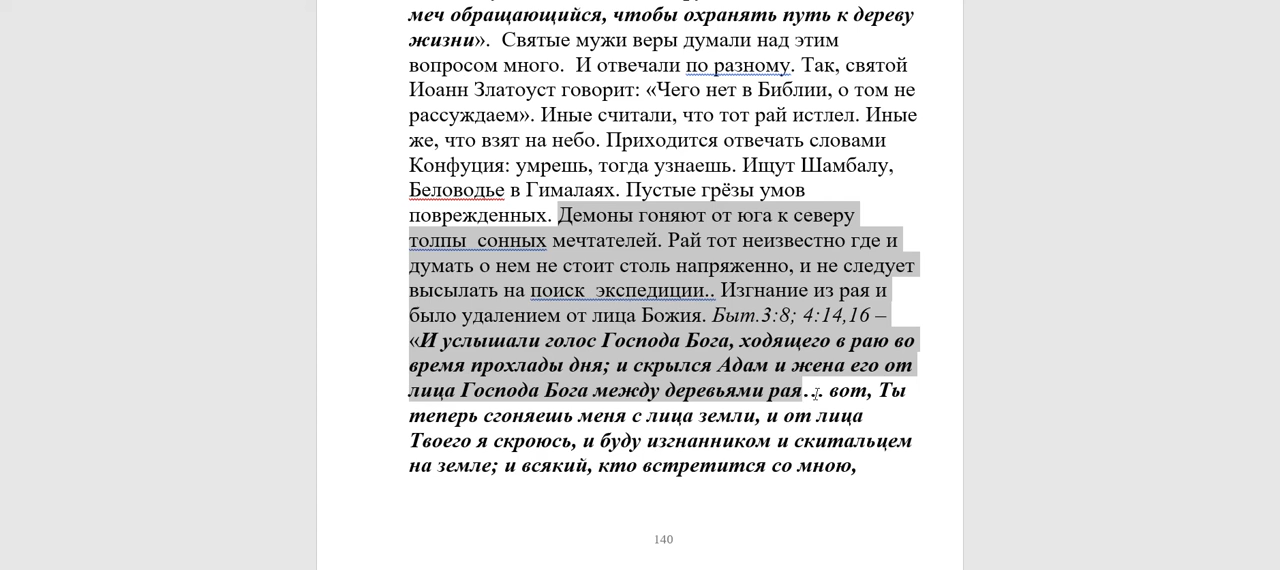 меч обращающийся, чтобы охранять путь к дереву
жизни».  Святые мужи веры думали над этим
вопросом много.  И отвечали по разному. Так, святой
Иоанн Златоуст говорит: «Чего нет в Библии, о том не
рассуждаем». Иные считали, что тот рай истлел. Иные
же, что взят на небо. Приходится отвечать словами
Конфуция: умрешь, тогда узнаешь. Ищут Шамбалу,
Беловодье в Гималаях. Пустые грёзы умов
поврежденных. Демоны гоняют от юга к северу
толпы  сонных мечтателей. Рай тот неизвестно где и
думать о нем не стоит столь напряженно, и не следует
высылать на поиск  экспедиции.. Изгнание из рая и
было удалением от лица Божия. Быт.3:8; 4:14,16 –
«И услышали голос Господа Бога, ходящего в раю во
время прохлады дня; и скрылся Адам и жена его от
лица Господа Бога между деревьями рая… вот, Ты
теперь сгоняешь меня с лица земли, и от лица
Твоего я скроюсь, и буду изгнанником и скитальцем
на земле; и всякий, кто встретится со мною,
140